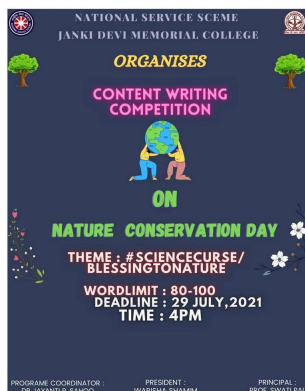 NATIONAL SERVICE SCEME
JANKI DEVI MEMORIAL COLLEGE
ORGANISES
CONTENT WRITING
COMPETITION
ON
NATURE CONSERVATION DAY
THEME : #SCIENCECURSE/
BLESSINGTONATURE
WORDLIMIT : 80-100
DEADLINE : 29 JULY,2021
TIME : 4PM
PROGRAME COORDINATOR : PRESIDENT : PRINCIPAL :